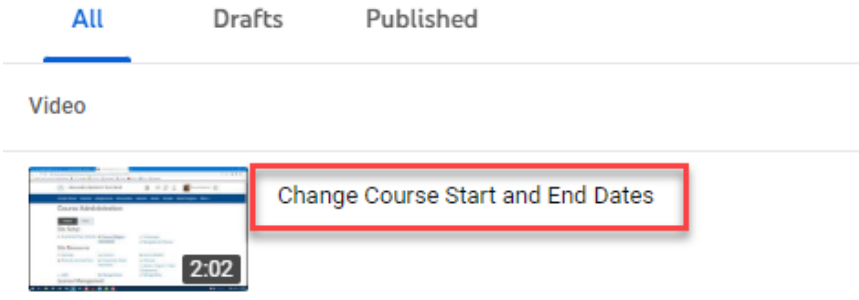 All Drafts Published
Video
Change Course Start and End Dates
Course Administration
2:02